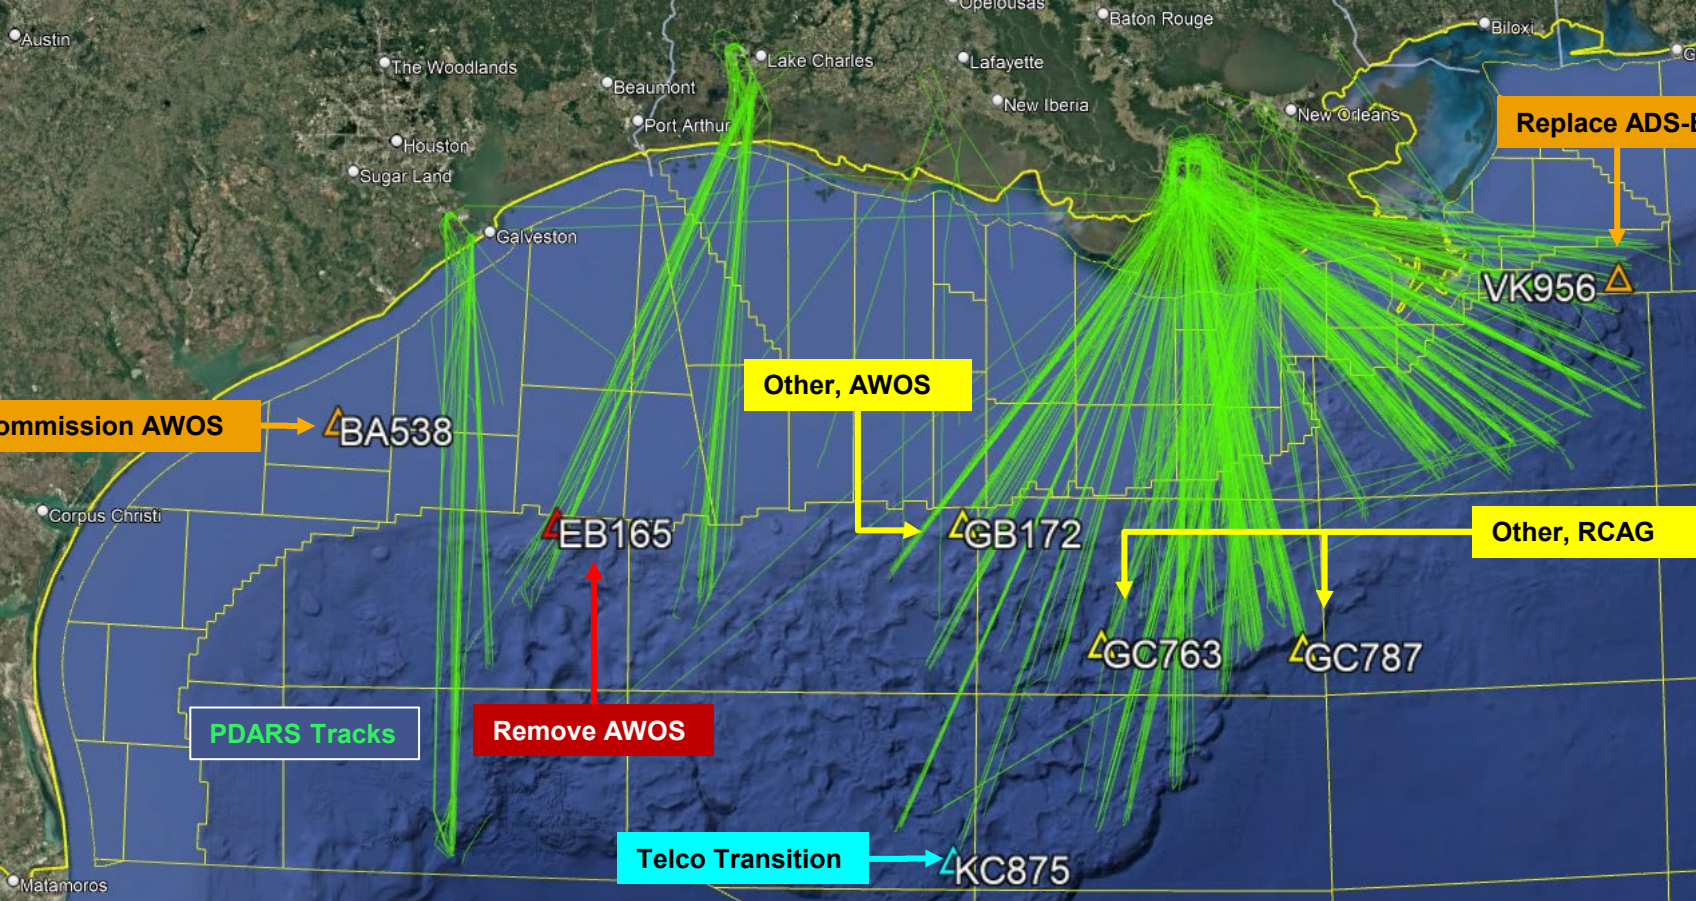 Opelousas
Baton Rouge
Biloxi
Austin
The Woodlands
Lake Charles
Lafayette
Beaumont
New Iberia
New Orleans
Port Arthur
Replace ADS-B
Houston
Sugar Land
Galveston
VK956
Other, AWOS
ommission AWOS
BA538
Corpus Christi
EB165
GB172
Other, RCAG
GC763
GC787
PDARS Tracks
Remove AWOS
Telco Transition
KC875
Matamoros